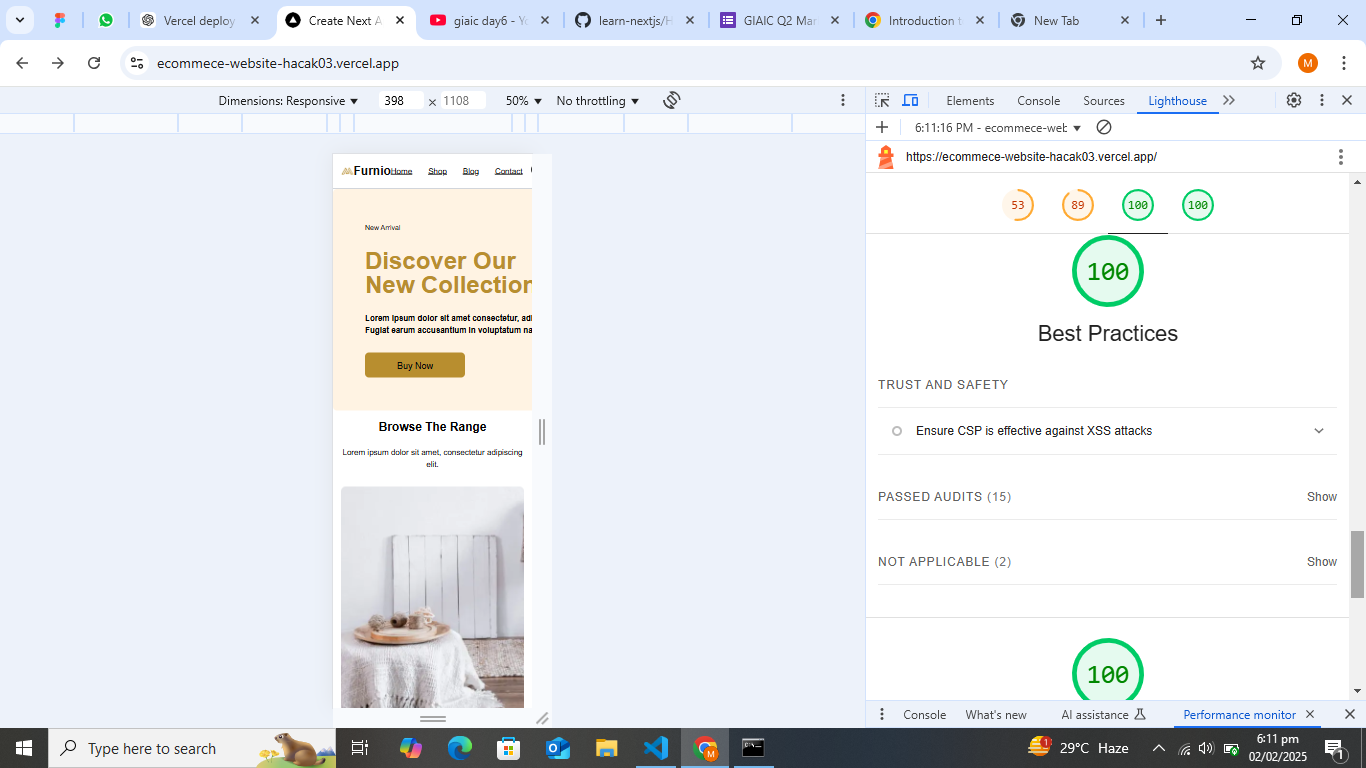 Vercel deploy
Create Next A
giaic day6 - Yo
learn-nextjs/H
GIAIC Q2 Mar
Introduction t
New Tab
ecommece-website-hacak03.vercel.app
M
Dimensions: Responsive
398
×
1108
50%
No throttling
Elements
Console
Sources
Lighthouse
6:11:16 PM - ecommece-web
https://ecommece-website-hacak03.vercel.app/
53
89
100
100
100
Best Practices
TRUST AND SAFETY
Ensure CSP is effective against XSS attacks
PASSED AUDITS (15)
Show
NOT APPLICABLE (2)
Show
100
Furnio
Home
Shop
Blog
Contact
New Arrival
Discover Our
New Collection
Lorem ipsum dolor sit amet consectetur, adi
Fugiat earum accusantium in voluptatum na
Buy Now
Browse The Range
Lorem ipsum dolor sit amet, consectetur adipiscing
elit.
Console
What's new
AI assistance
Performance monitor
Type here to search
1
29°C Haze
6:11 pm
02/02/2025
1